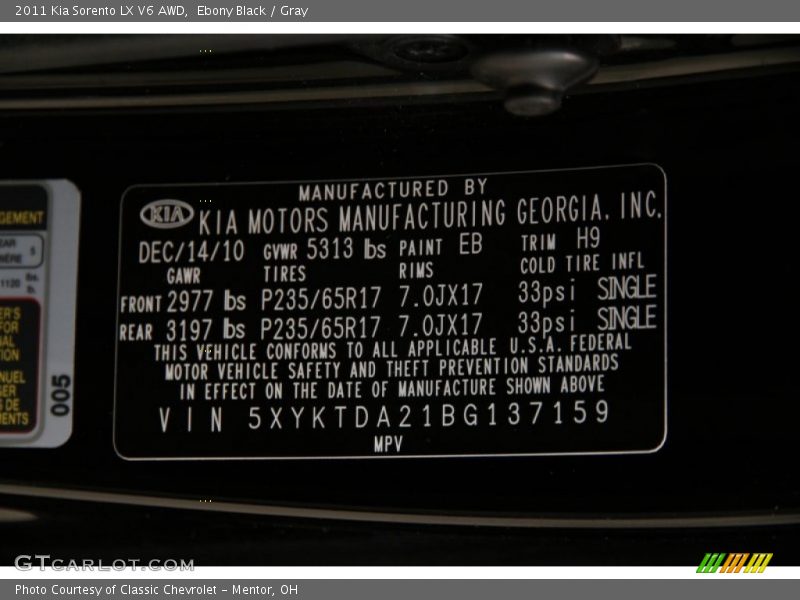 2011 Kia Sorento LX V6 AWD,  Ebony Black / Gray
MANUFACTURED BY
KIA KIA MOTORS MANUFACTURING GEORGIA. INC.
DEC/14/10 GVWR 5313 lbs PAINT EB TRIM H9
GAWR TIRES RIMS COLD TIRE INFL
FRONT 2977 lbs P235/65R17 7.0JX17 33psi SINGLE
REAR 3197 lbs P235/65R17 7.0JX17 33psi SINGLE
THIS VEHICLE CONFORMS TO ALL APPLICABLE U.S.A. FEDERAL
MOTOR VEHICLE SAFETY AND THEFT PREVENTION STANDARDS
IN EFFECT ON THE DATE OF MANUFACTURE SHOWN ABOVE
VIN 5XYKTDA21BG137159
MPV
005
GTCARLOT.COM
Photo Courtesy of Classic Chevrolet - Mentor, OH